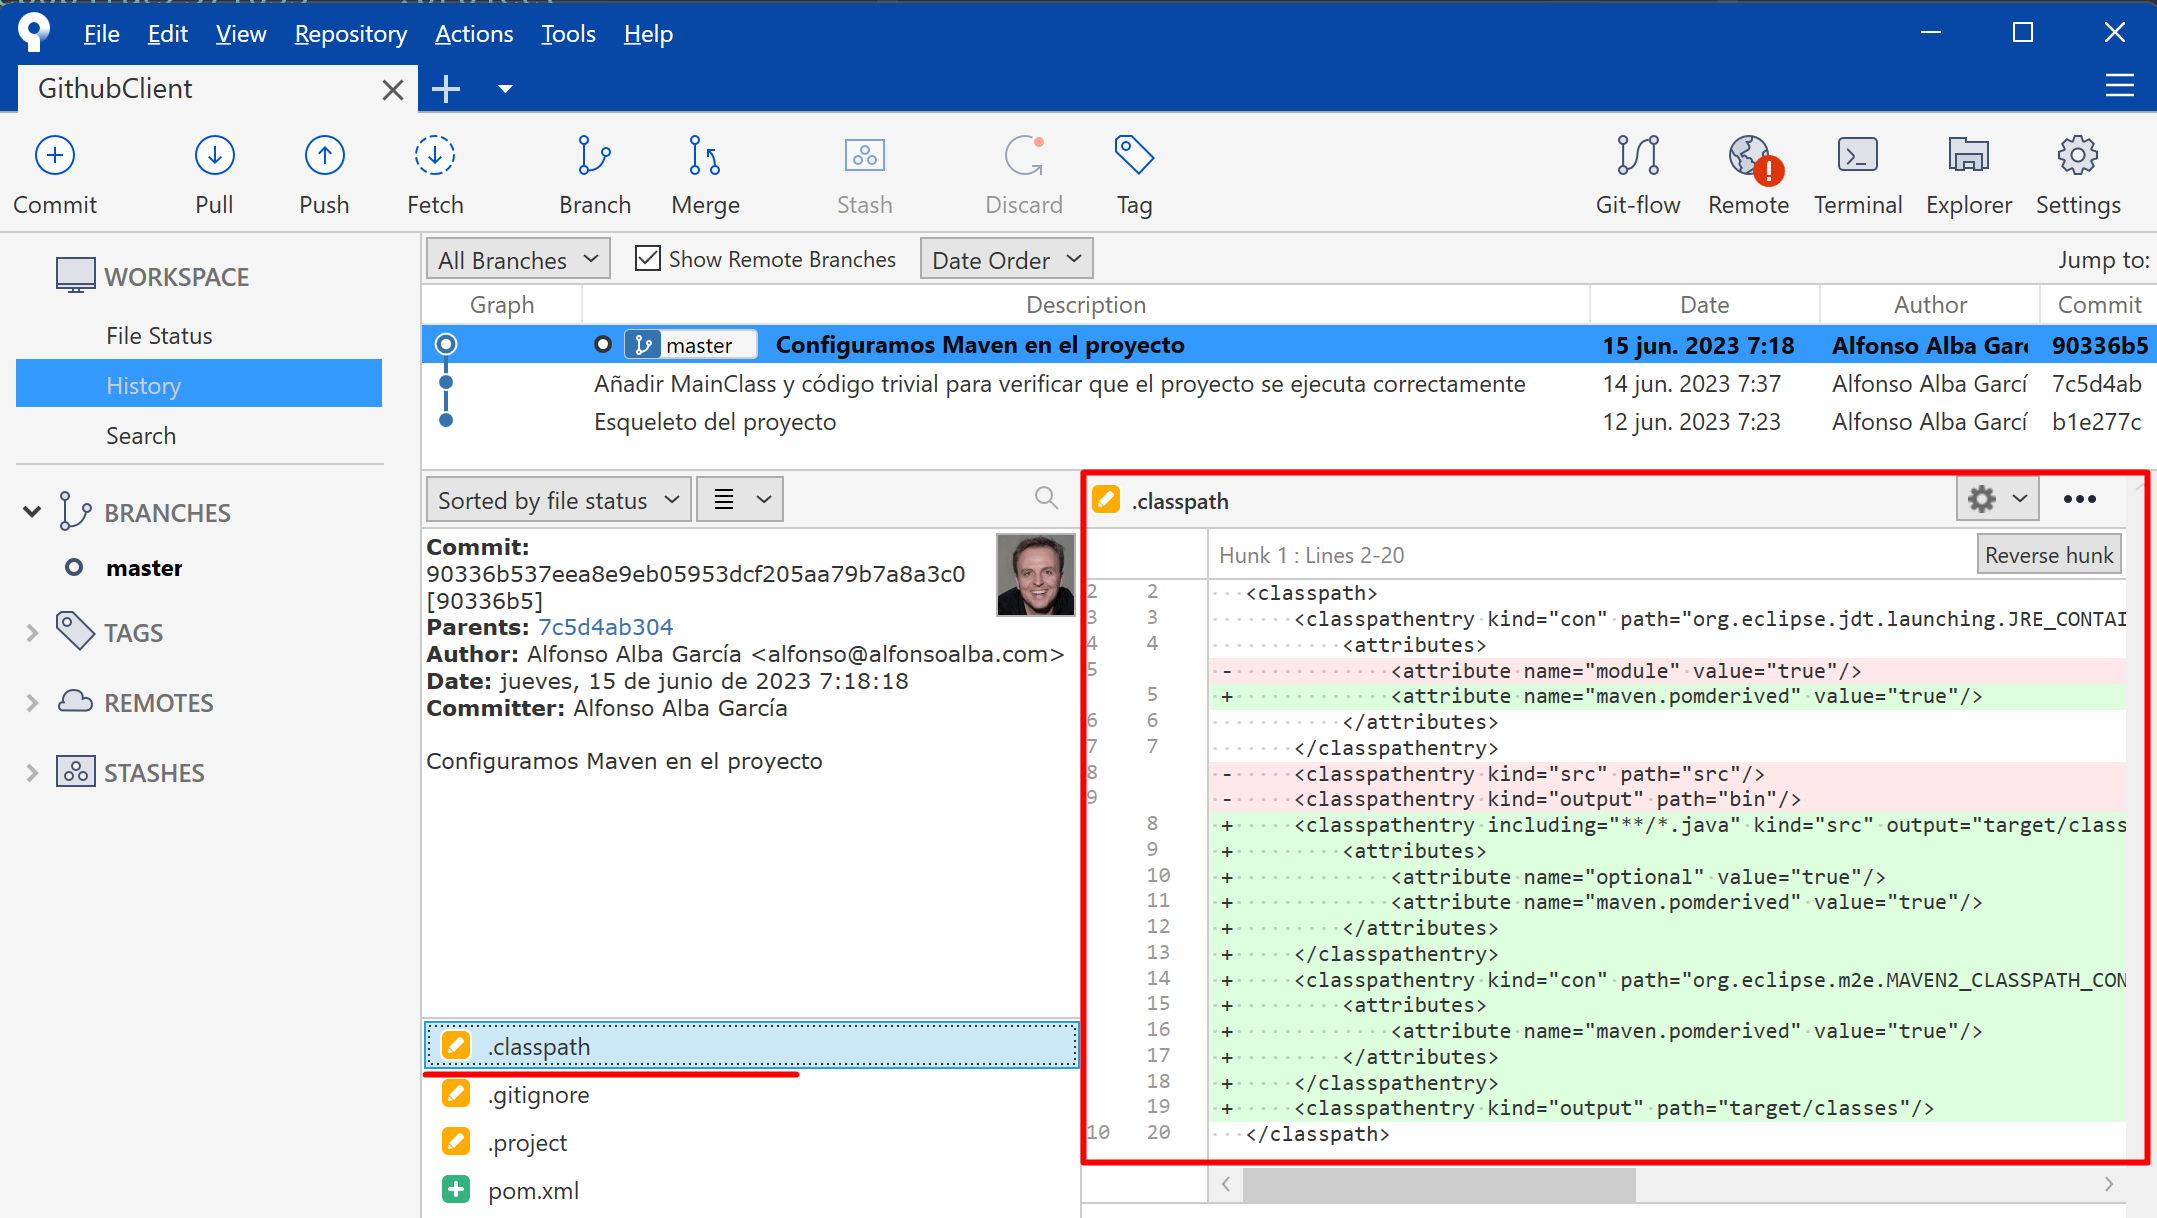 File Edit View Repository Actions Tools Help
GithubClient
Commit Pull Push Fetch Branch Merge Stash Discard Tag Git-flow Remote Terminal Explorer Settings
WORKSPACE
File Status
History
Search
BRANCHES
master
TAGS
REMOTES
STASHES
All Branches Show Remote Branches Date Order Jump to:
Graph Description Date Author Commit
master Configuramos Maven en el proyecto 15 jun. 2023 7:18 Alfonso Alba Garc 90336b5
Añadir MainClass y código trivial para verificar que el proyecto se ejecuta correctamente 14 jun. 2023 7:37 Alfonso Alba Garcí 7c5d4ab
Esqueleto del proyecto 12 jun. 2023 7:23 Alfonso Alba Garcí b1e277c
Sorted by file status
Commit:
90336b537eea8e9eb05953dcf205aa79b7a8a3c0
[90336b5]
Parents: 7c5d4ab304
Author: Alfonso Alba García <alfonso@alfonsoalba.com>
Date: jueves, 15 de junio de 2023 7:18:18
Committer: Alfonso Alba García
Configuramos Maven en el proyecto
.classpath
.gitignore
.project
pom.xml
.classpath
Hunk 1 : Lines 2-20 Reverse hunk
2 2 <classpath>
3 3 <classpathentry kind="con" path="org.eclipse.jdt.launching.JRE_CONTAI
4 4 <attributes>
5 - <attribute name="module" value="true"/>
5 + <attribute name="maven.pomderived" value="true"/>
6 6 </attributes>
7 7 </classpathentry>
8 - <classpathentry kind="src" path="src"/>
9 - <classpathentry kind="output" path="bin"/>
8 + <classpathentry including="**/*.java" kind="src" output="target/class
9 + <attributes>
10 + <attribute name="optional" value="true"/>
11 + <attribute name="maven.pomderived" value="true"/>
12 + </attributes>
13 + </classpathentry>
14 + <classpathentry kind="con" path="org.eclipse.m2e.MAVEN2_CLASSPATH_CON
15 + <attributes>
16 + <attribute name="maven.pomderived" value="true"/>
17 + </attributes>
18 + </classpathentry>
19 + <classpathentry kind="output" path="target/classes"/>
10 20 </classpath>